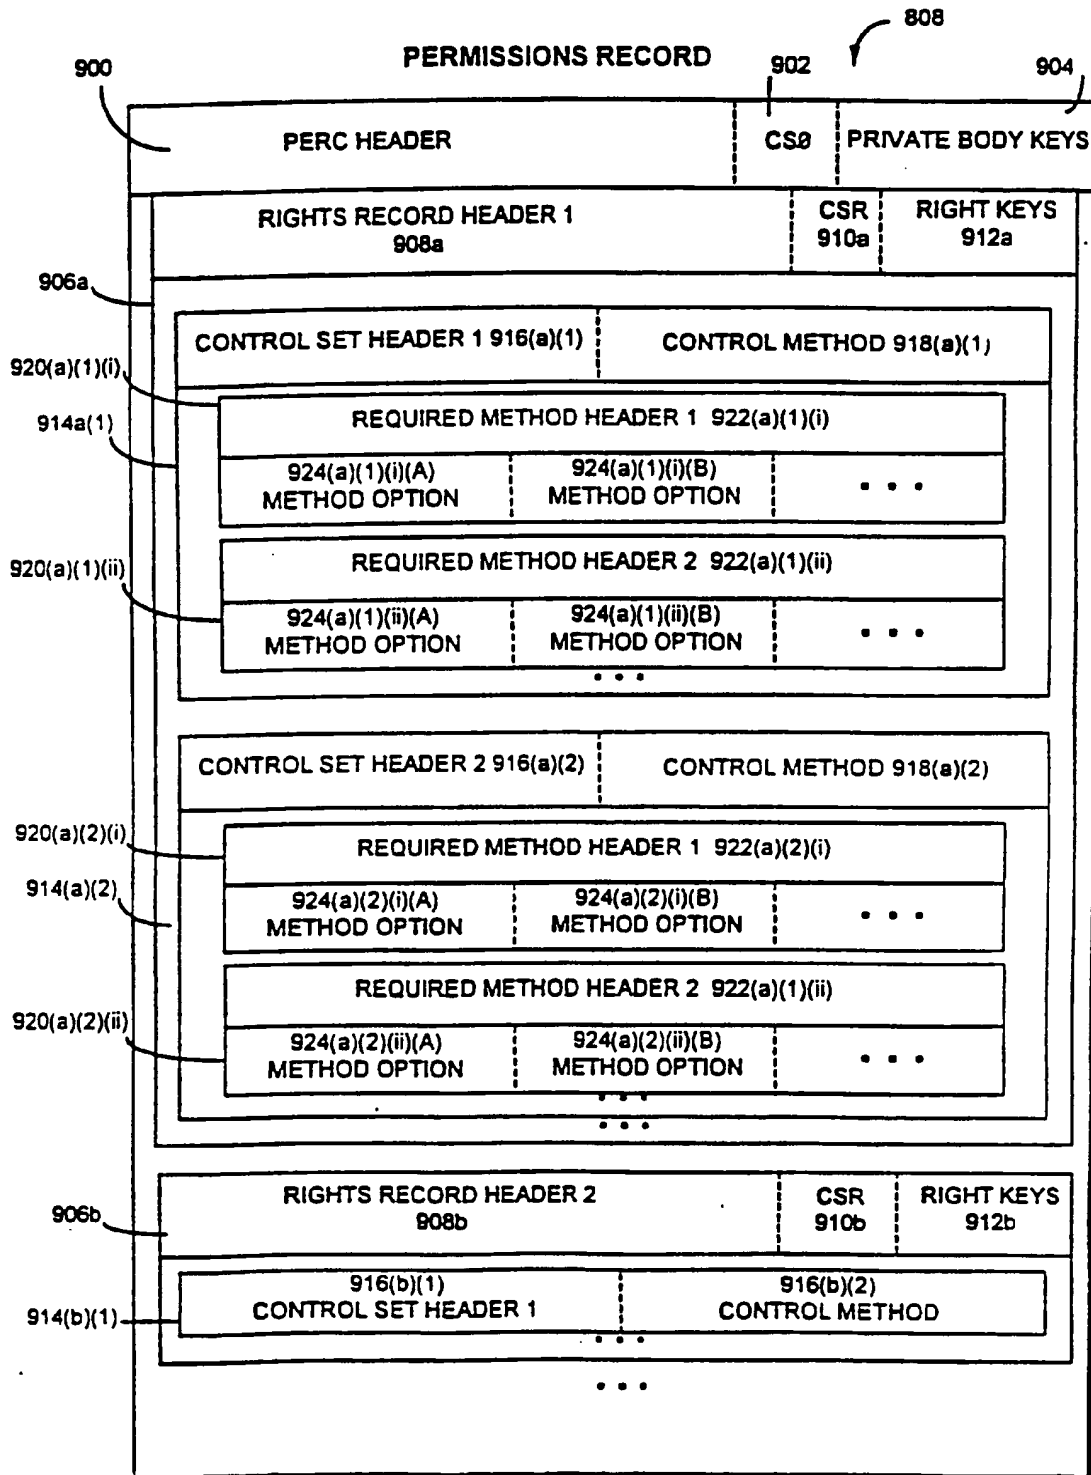 808
PERMISSIONS RECORD
900
902
904
PERC HEADER
CSØ
PRIVATE BODY KEYS
RIGHTS RECORD HEADER 1
908a
CSR
910a
RIGHT KEYS
912a
906a
CONTROL SET HEADER 1 916(a)(1)
CONTROL METHOD 918(a)(1)
920(a)(1)(i)
914a(1)
REQUIRED METHOD HEADER 1 922(a)(1)(i)
924(a)(1)(i)(A)
METHOD OPTION
924(a)(1)(i)(B)
METHOD OPTION
• • •
920(a)(1)(ii)
REQUIRED METHOD HEADER 2 922(a)(1)(ii)
924(a)(1)(ii)(A)
METHOD OPTION
924(a)(1)(ii)(B)
METHOD OPTION
• • •
• • •
CONTROL SET HEADER 2 916(a)(2)
CONTROL METHOD 918(a)(2)
920(a)(2)(i)
914(a)(2)
REQUIRED METHOD HEADER 1 922(a)(2)(i)
924(a)(2)(i)(A)
METHOD OPTION
924(a)(2)(i)(B)
METHOD OPTION
• • •
920(a)(2)(ii)
REQUIRED METHOD HEADER 2 922(a)(1)(ii)
924(a)(2)(ii)(A)
METHOD OPTION
924(a)(2)(ii)(B)
METHOD OPTION
• • •
• • •
• • •
906b
RIGHTS RECORD HEADER 2
908b
CSR
910b
RIGHT KEYS
912b
914(b)(1)
916(b)(1)
CONTROL SET HEADER 1
916(b)(2)
CONTROL METHOD
• • •
• • •